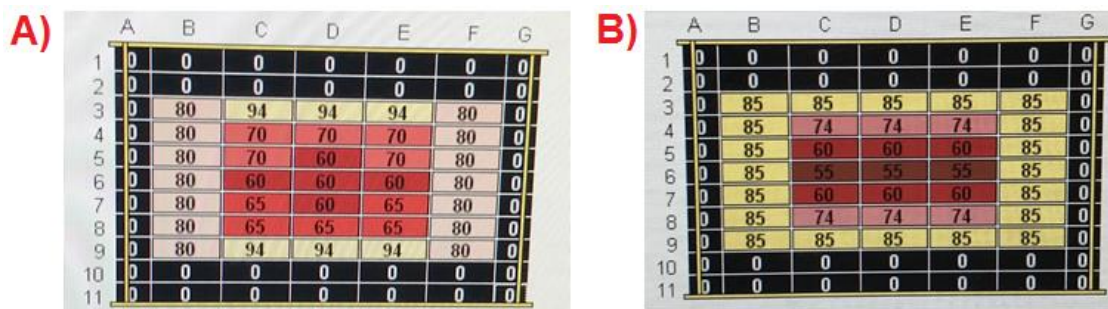 A)
A B C D E F G
1 0 0 0 0 0 0 0
2 0 0 0 0 0 0 0
3 0 80 94 94 94 80 0
4 0 80 70 70 70 80 0
5 0 80 70 60 70 80 0
6 0 80 60 60 60 80 0
7 0 80 65 60 65 80 0
8 0 80 65 65 65 80 0
9 0 80 94 94 94 80 0
10 0 0 0 0 0 0 0
11 0 0 0 0 0 0 0
B)
A B C D E F G
1 0 0 0 0 0 0 0
2 0 0 0 0 0 0 0
3 0 85 85 85 85 85 0
4 0 85 74 74 74 85 0
5 0 85 60 60 60 85 0
6 0 85 55 55 55 85 0
7 0 85 60 60 60 85 0
8 0 85 74 74 74 85 0
9 0 85 85 85 85 85 0
10 0 0 0 0 0 0 0
11 0 0 0 0 0 0 0